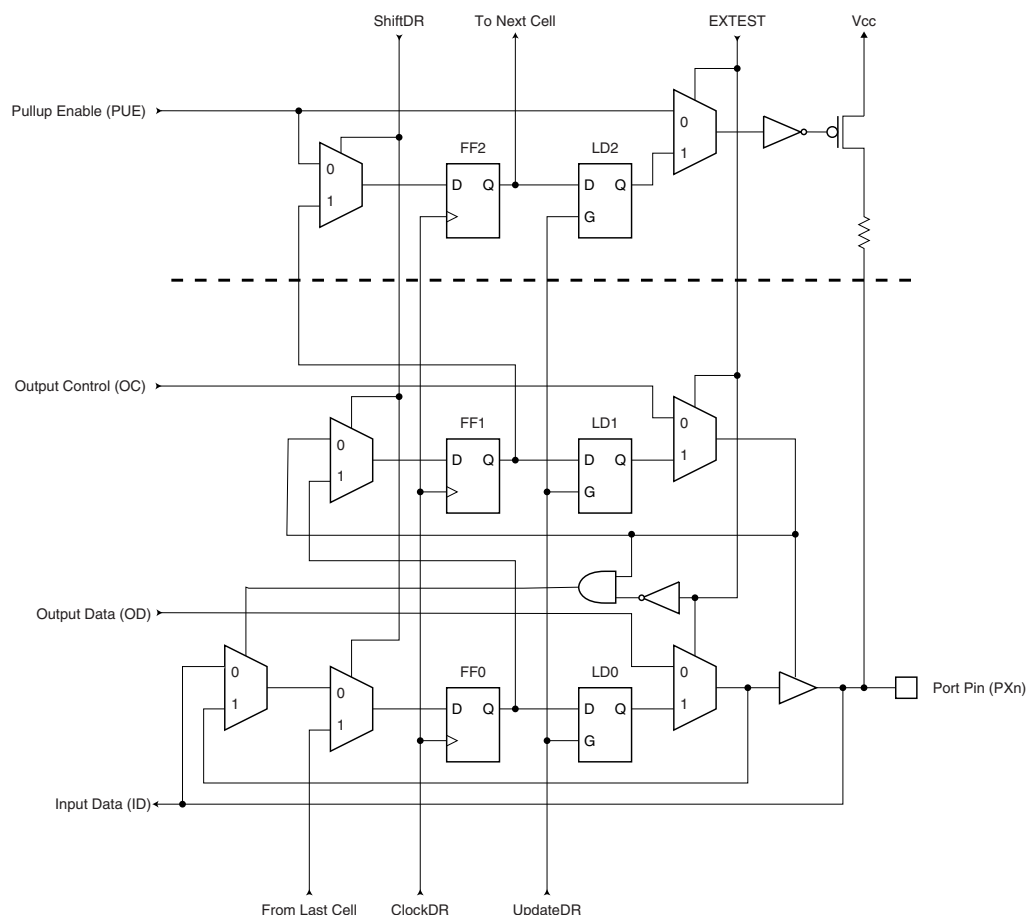 ShiftDR To Next Cell EXTEST Vcc
Pullup Enable (PUE)
0
1
FF2 LD2
0
1
D Q D Q
G
Output Control (OC)
0
1
FF1 LD1
0
1
D Q D Q
G
Output Data (OD)
0
1
0
1
FF0 LD0
0
1
D Q D Q
G
Port Pin (PXn)
Input Data (ID)
From Last Cell ClockDR UpdateDR